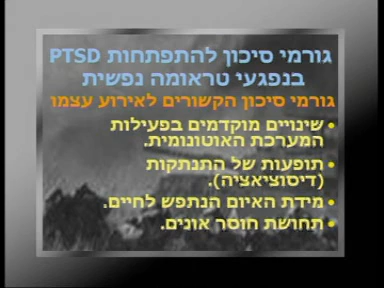 גורמי סיכון להתפתחות PTSD
בנפגעי טראומה נפשית
גורמי סיכון הקשורים לאירוע עצמו
• שינויים מוקדמים בפעילות
המערכת האוטונומית.
• תופעות של התנתקות
(דיסוציאציה).
• מידת האיום הנתפש לחיים.
• תחושת חוסר אונים.